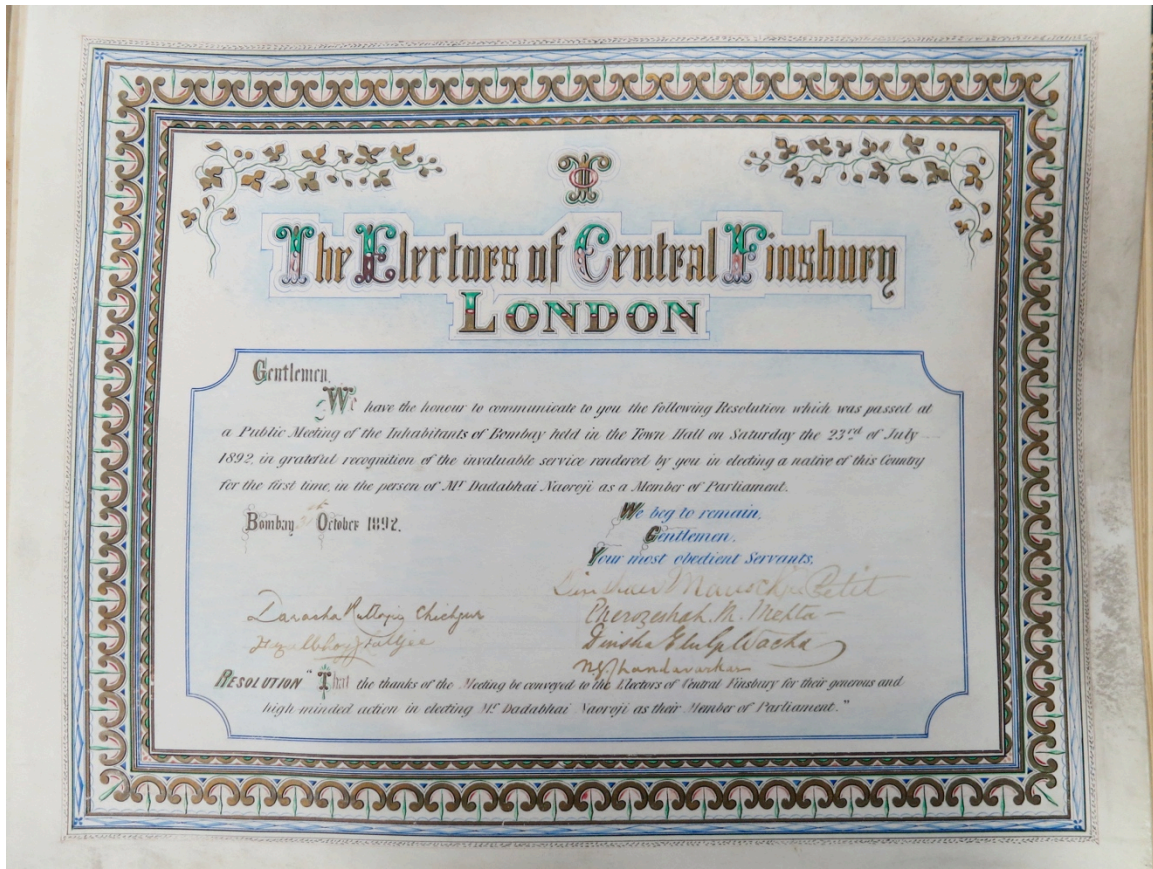 The Electors of Central Finsbury
LONDON
Gentlemen,
We have the honour to communicate to you the following Resolution which was passed at
a Public Meeting of the Inhabitants of Bombay held in the Town Hall on Saturday the 23rd of July
1892, in grateful recognition of the invaluable service rendered by you in electing a native of this Country
for the first time, in the person of Mr Dadabhai Naoroji as a Member of Parliament.
Bombay October 1892.
We beg to remain,
Gentlemen.
Your most obedient Servants,
Dinshaw Manockjee Petit
Pherozeshah. M. Mehta
Dinsha Edulji Wacha
N. G. Chandavarkar
RESOLUTION "That the thanks of the Meeting be conveyed to the Electors of Central Finsbury for their generous and
high minded action in electing Mr Dadabhai Naoroji as their Member of Parliament."